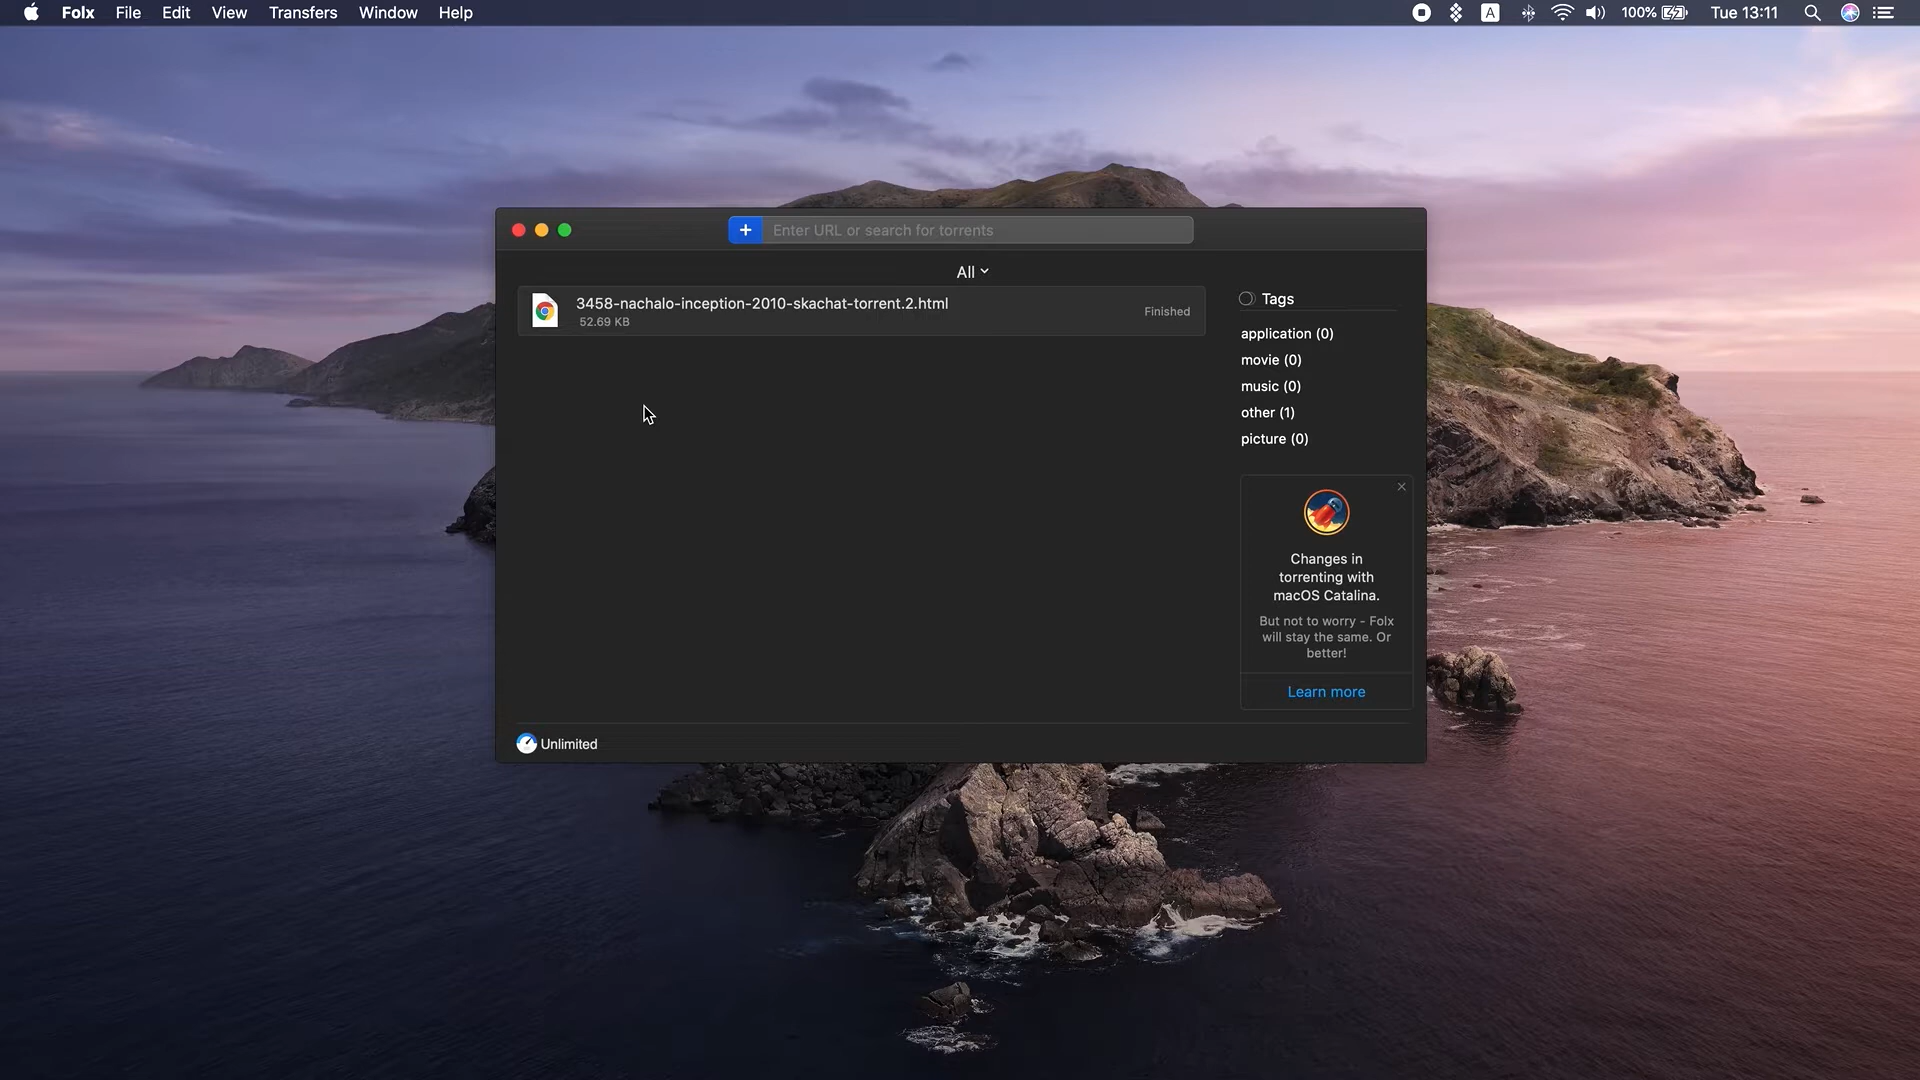 Folx File Edit View Transfers Window Help
A 100% Tue 13:11
+ Enter URL or search for torrents
All
3458-nachalo-inception-2010-skachat-torrent.2.html
52.69 KB
Finished
Tags
application (0)
movie (0)
music (0)
other (1)
picture (0)
Changes in
torrenting with
macOS Catalina.
But not to worry - Folx
will stay the same. Or
better!
Learn more
Unlimited